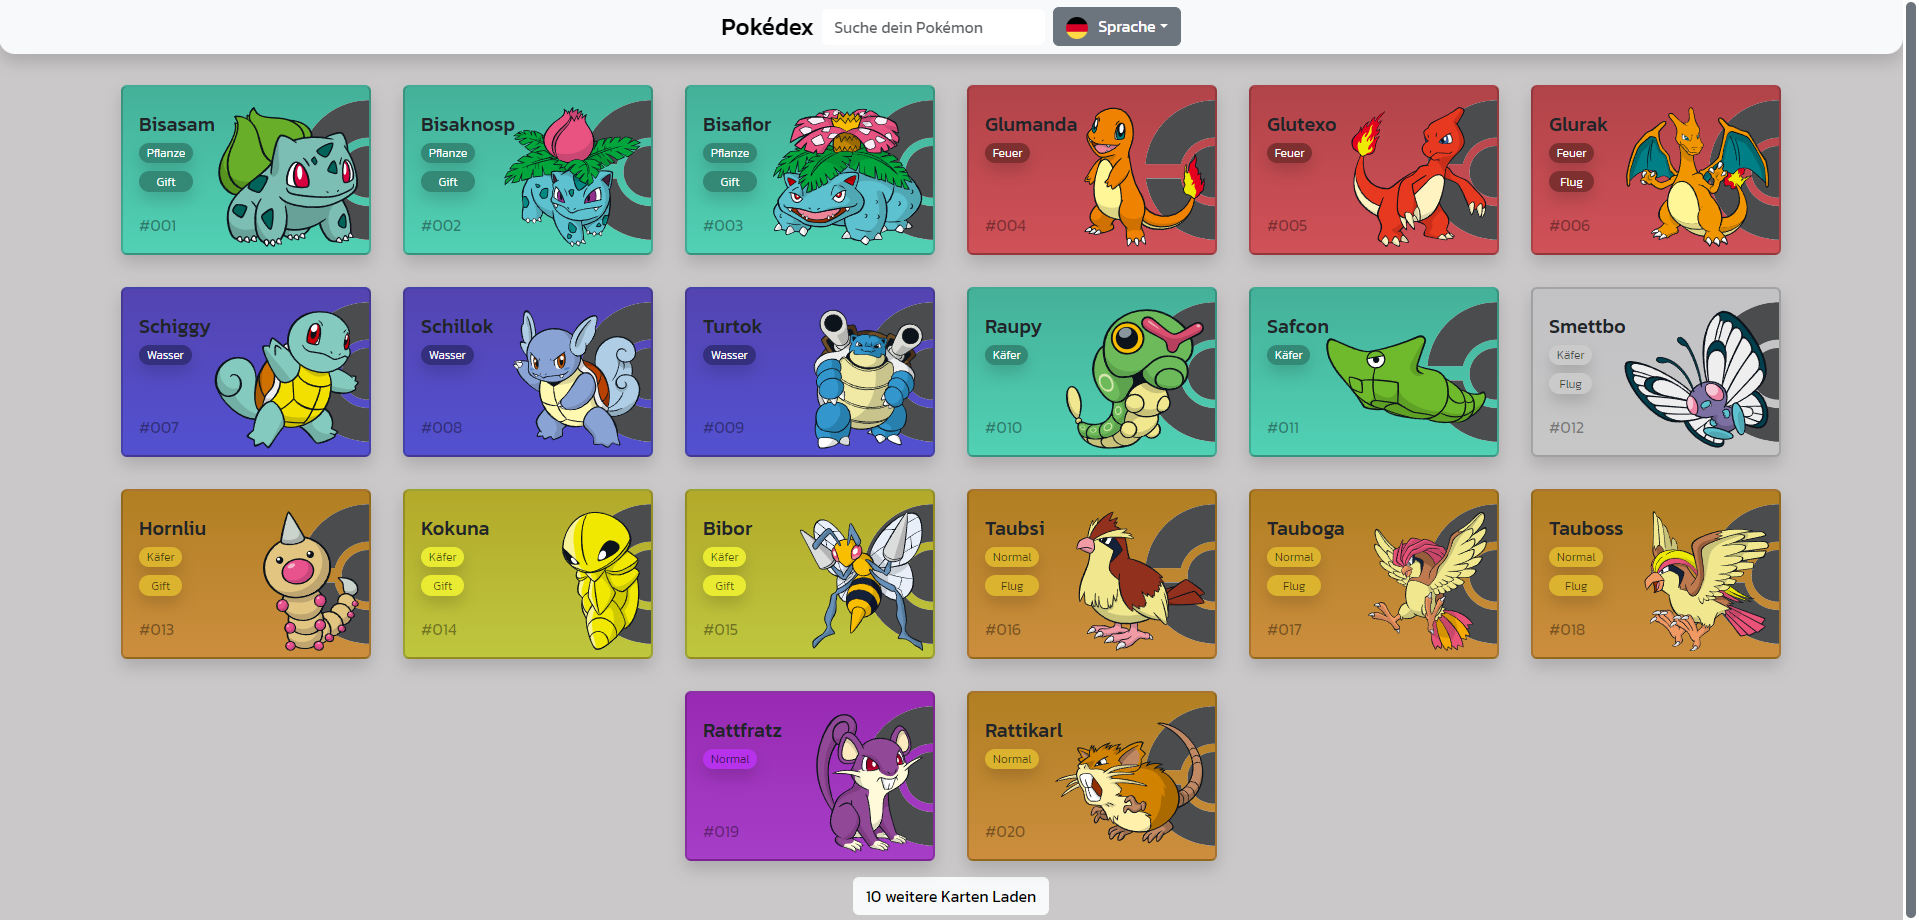 Pokédex
Suche dein Pokémon
Sprache
Bisasam
Pflanze
Gift
#001
Bisaknosp
Pflanze
Gift
#002
Bisaflor
Pflanze
Gift
#003
Glumanda
Feuer
#004
Glutexo
Feuer
#005
Glurak
Feuer
Flug
#006
Schiggy
Wasser
#007
Schillok
Wasser
#008
Turtok
Wasser
#009
Raupy
Käfer
#010
Safcon
Käfer
#011
Smettbo
Käfer
Flug
#012
Hornliu
Käfer
Gift
#013
Kokuna
Käfer
Gift
#014
Bibor
Käfer
Gift
#015
Taubsi
Normal
Flug
#016
Tauboga
Normal
Flug
#017
Tauboss
Normal
Flug
#018
Rattfratz
Normal
#019
Rattikarl
Normal
#020
10 weitere Karten Laden